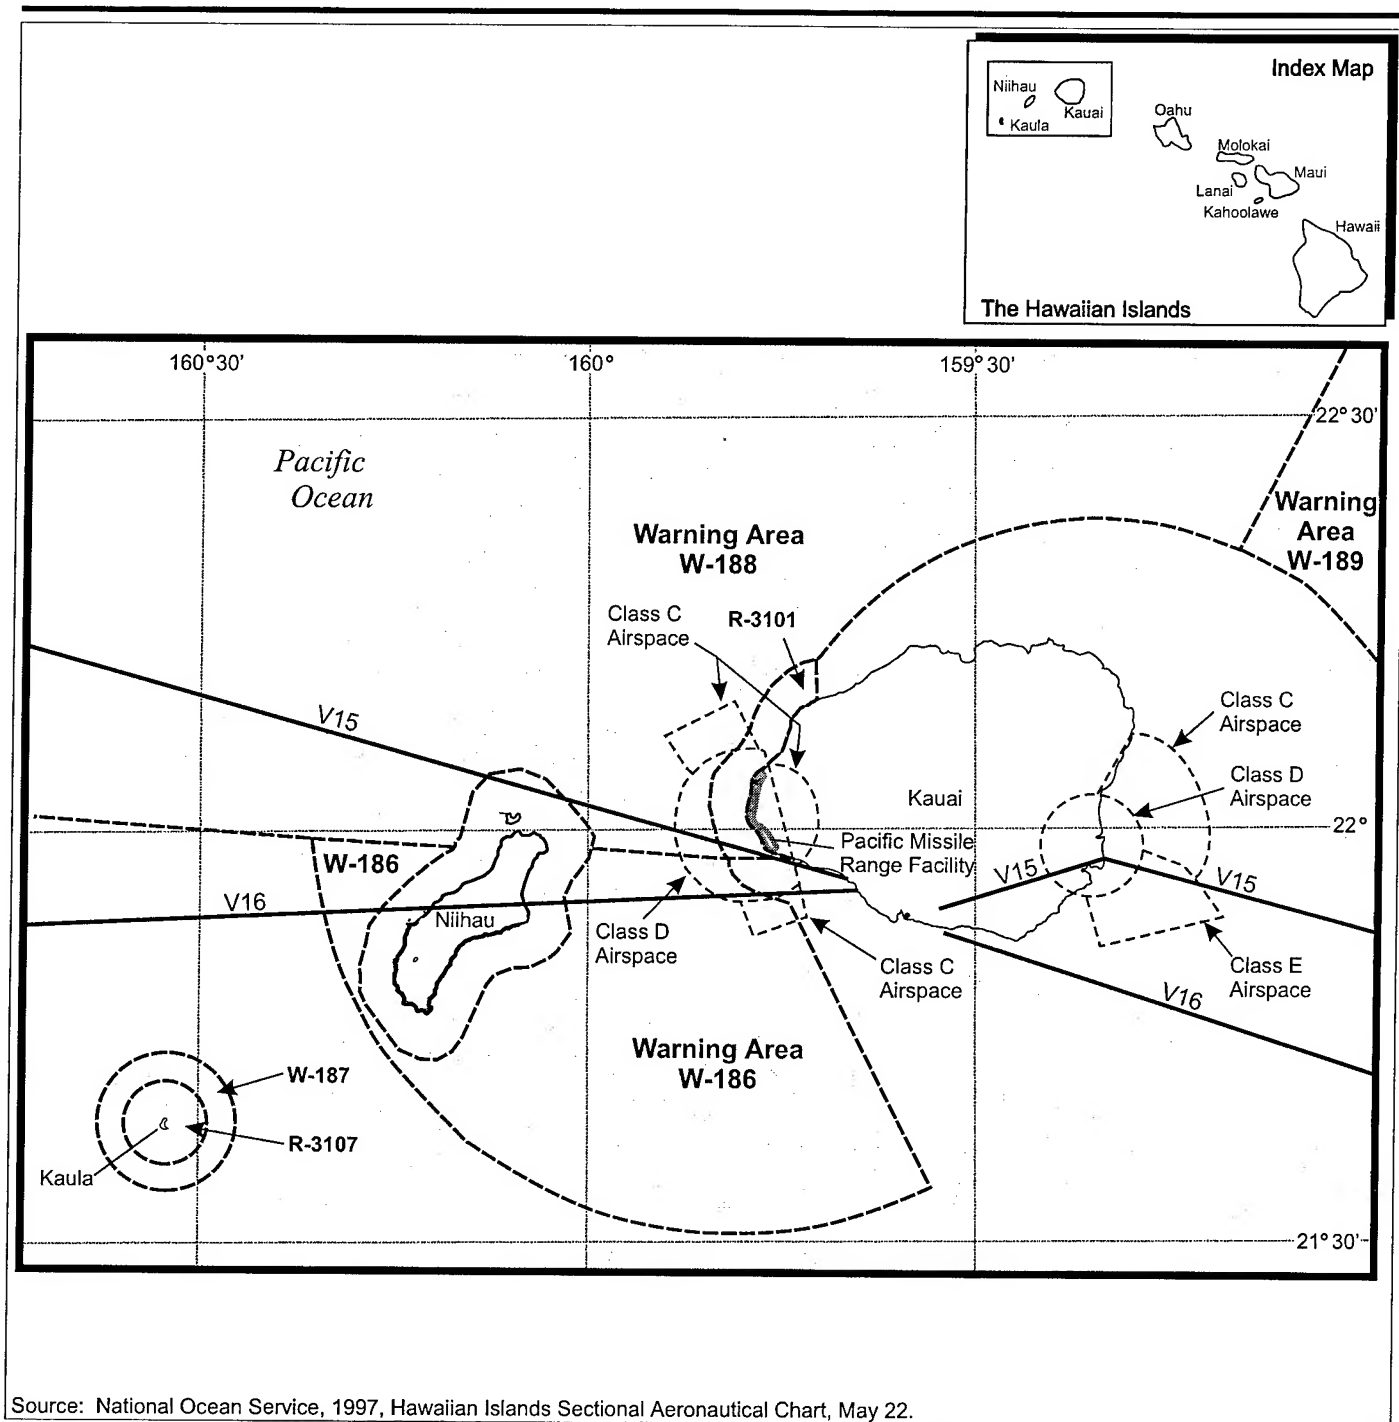 Index Map
Niihau
Kauai
Kaula
Oahu
Molokai
Maui
Lanai
Kahoolawe
Hawaii
The Hawaiian Islands
160°30'
160°
159°30'
22°30'
Pacific
Ocean
Warning
Area
W-189
Warning Area
W-188
Class C
Airspace
R-3101
V15
Class C
Airspace
Class D
Airspace
Kauai
22°
Pacific Missile
Range Facility
W-186
V15
V15
V16
Niihau
Class D
Airspace
Class C
Airspace
Class E
Airspace
V16
Warning Area
W-186
W-187
R-3107
Kaula
21°30'
Source: National Ocean Service, 1997, Hawaiian Islands Sectional Aeronautical Chart, May 22.